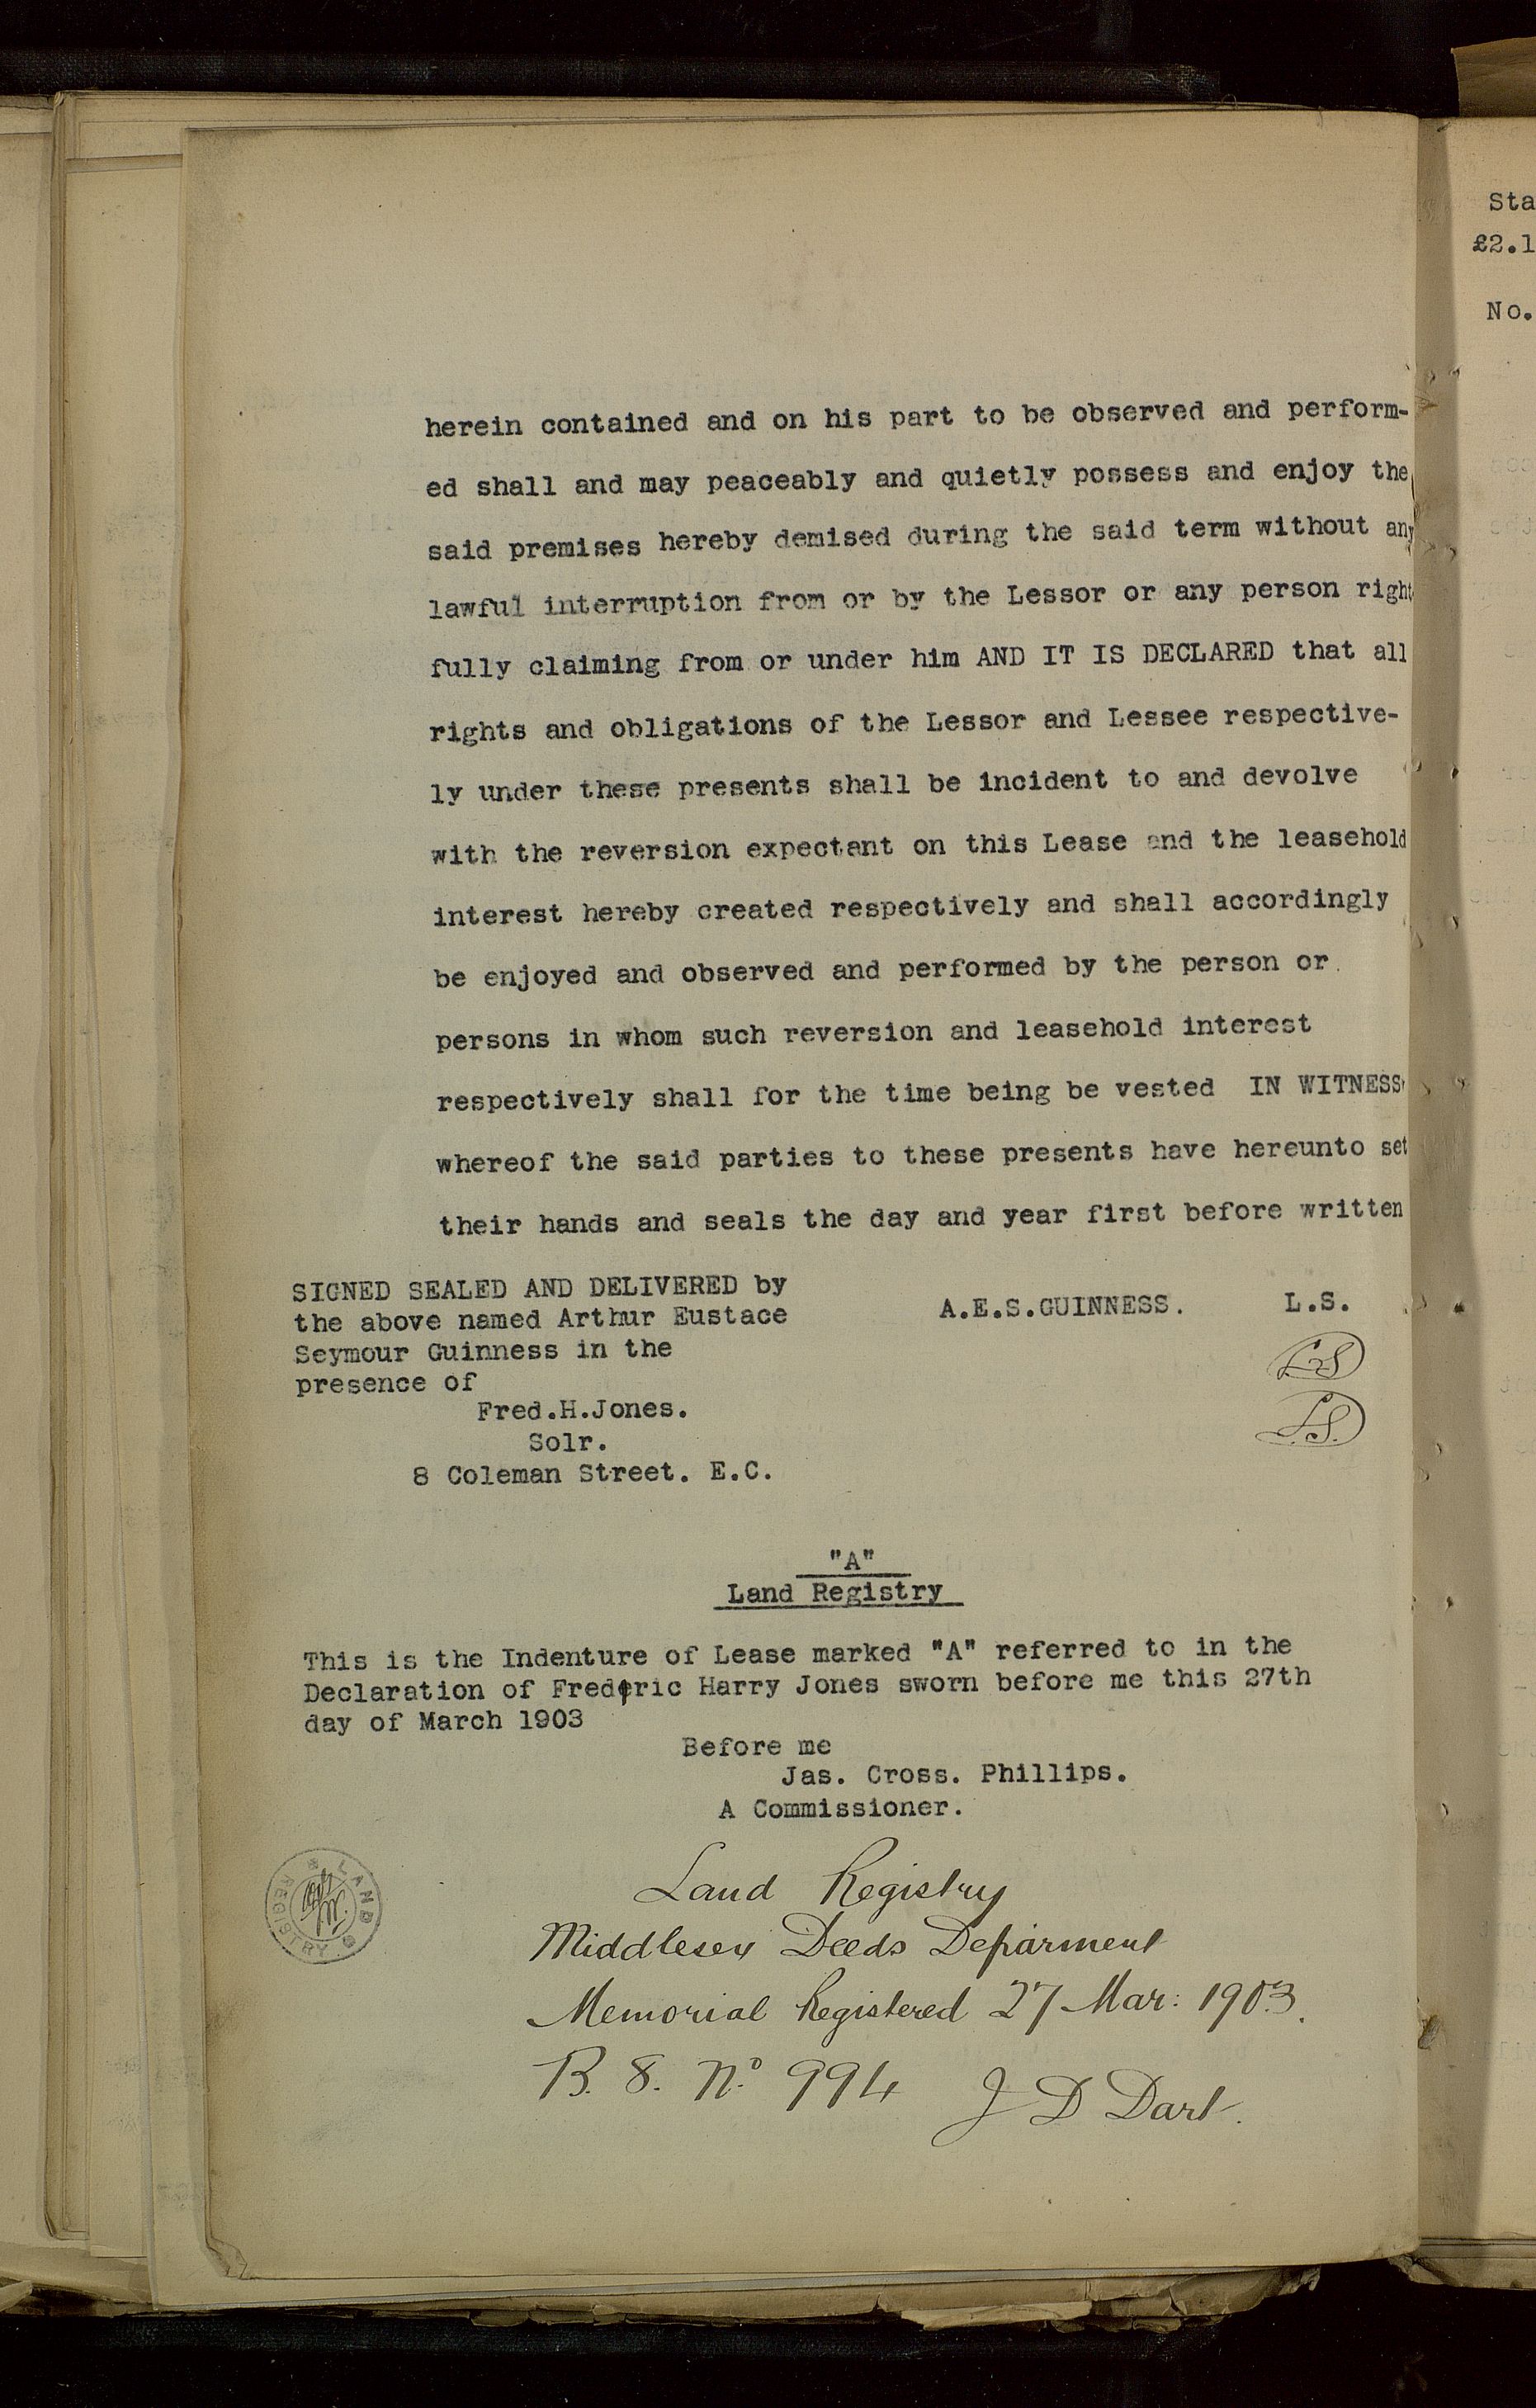 herein contained and on his part to be observed and perform-
ed shall and may peaceably and quietly possess and enjoy the
said premises hereby demised during the said term without any
lawful interruption from or by the Lessor or any person right
fully claiming from or under him AND IT IS DECLARED that all
rights and obligations of the Lessor and Lessee respective-
ly under these presents shall be incident to and devolve
with the reversion expectant on this Lease and the leasehold
interest hereby created respectively and shall accordingly
be enjoyed and observed and performed by the person or
persons in whom such reversion and leasehold interest
respectively shall for the time being be vested IN WITNESS
whereof the said parties to these presents have hereunto set
their hands and seals the day and year first before written
SIGNED SEALED AND DELIVERED by
the above named Arthur Eustace
Seymour Guinness in the
presence of
Fred.H.Jones.
Solr.
8 Coleman Street. E.C.
A.E.S.GUINNESS. L.S.
L.S
L.S.
"A"
Land Registry
This is the Indenture of Lease marked "A" referred to in the
Declaration of Frederic Harry Jones sworn before me this 27th
day of March 1903
Before me
Jas. Cross. Phillips.
A Commissioner.
LAND REGISTRY
Land Registry
Middlesex Deeds Deparment
Memorial Registered 27 Mar: 1903.
B. 8. No 994 J D Dart.
Sta
£2.1
No.